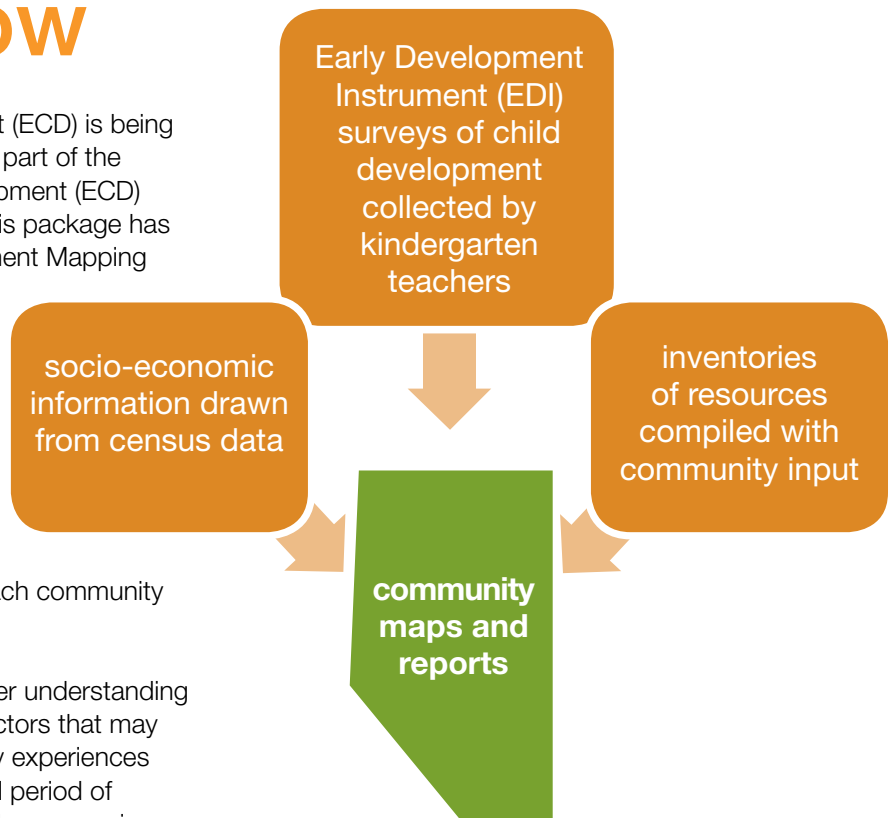 ow
t (ECD) is being
part of the
opment (ECD)
is package has
ment Mapping
Early Development
Instrument (EDI)
surveys of child
development
collected by
kindergarten
teachers
socio-economic
information drawn
from census data
inventories
of resources
compiled with
community input
community
maps and
reports
ach community
er understanding
ctors that may
y experiences
l period of